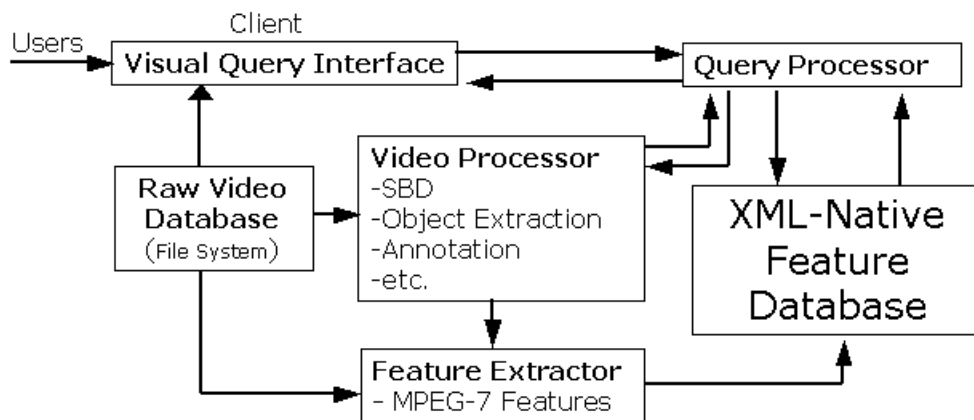 Client
Users
Visual Query Interface
Query Processor
Raw Video
Database
(File System)
Video Processor
-SBD
-Object Extraction
-Annotation
-etc.
XML-Native
Feature
Database
Feature Extractor
- MPEG-7 Features